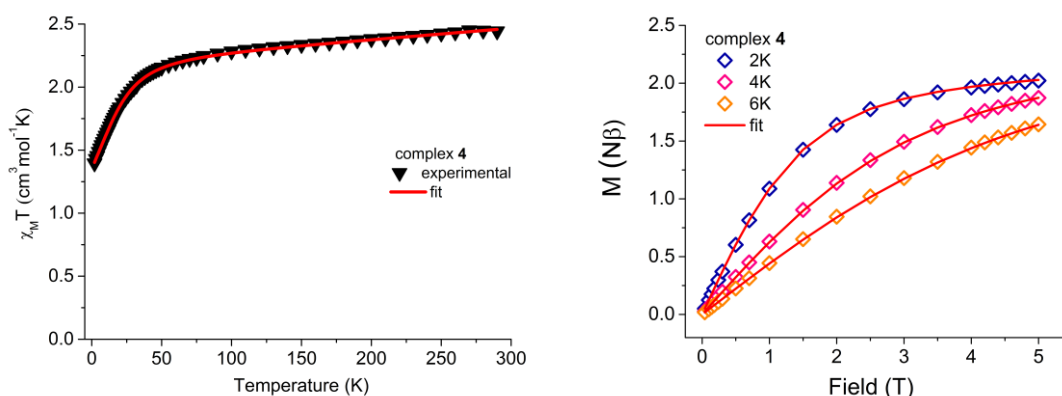 2.5
2.0
1.5
1.0
0.5
0.0
χMT (cm³mol⁻¹K)
complex 4
experimental
fit
0 50 100 150 200 250 300
Temperature (K)
2.5
2.0
1.5
1.0
0.5
0.0
M (Nβ)
complex 4
2K
4K
6K
fit
0 1 2 3 4 5
Field (T)